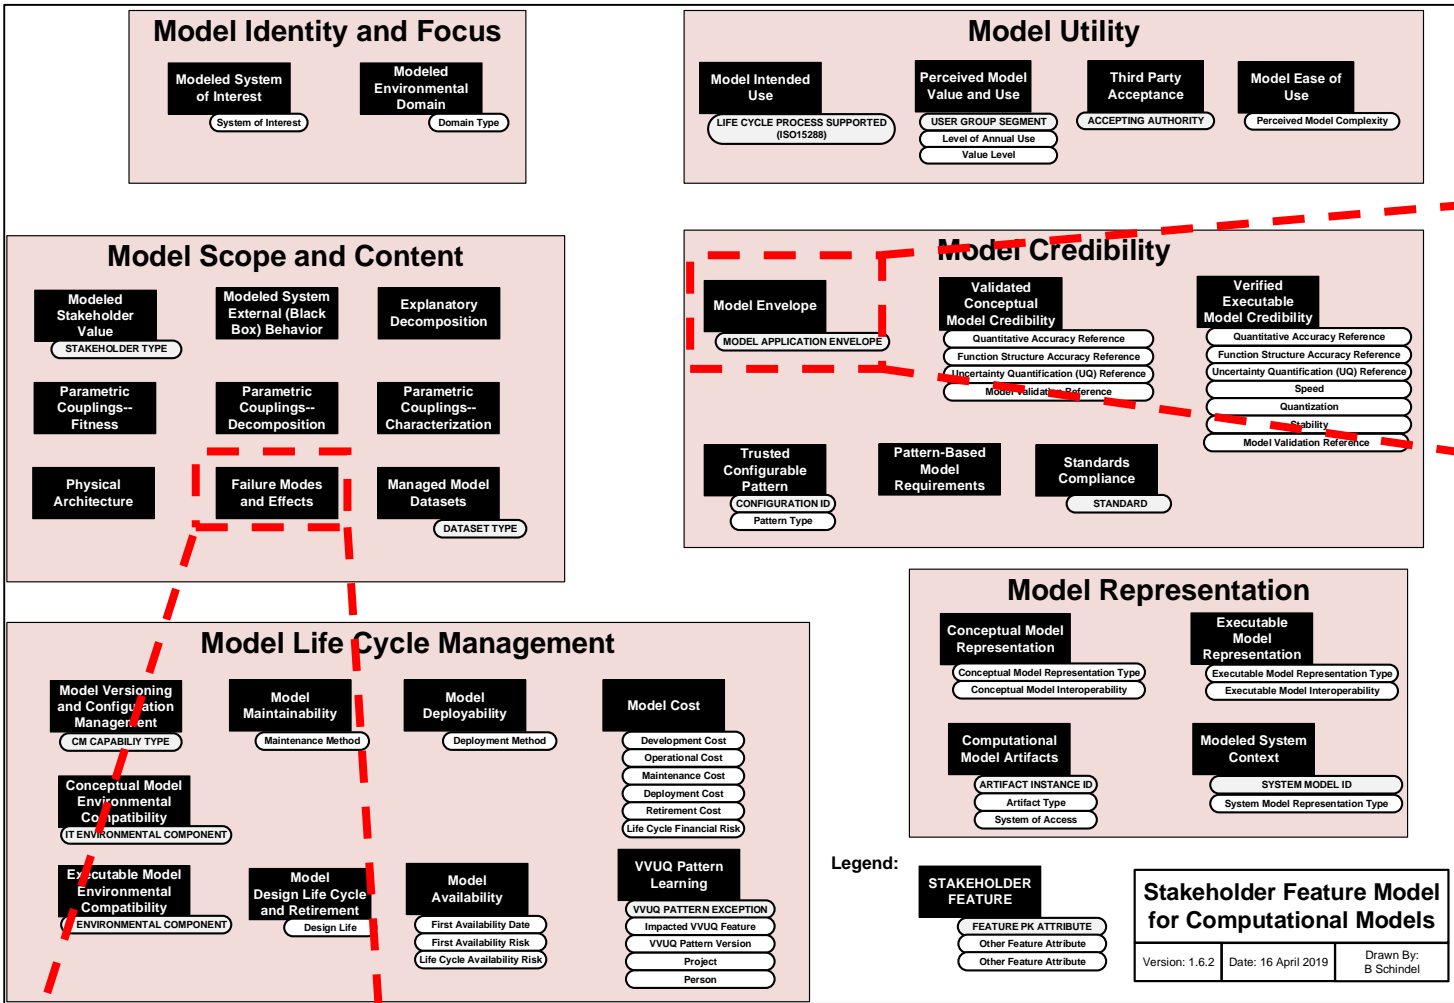 Model Identity and Focus
Modeled System
of Interest
System of Interest
Modeled
Environmental
Domain
Domain Type
Model Utility
Model Intended
Use
LIFE CYCLE PROCESS SUPPORTED
(ISO15288)
Perceived Model
Value and Use
USER GROUP SEGMENT
Level of Annual Use
Value Level
Third Party
Acceptance
ACCEPTING AUTHORITY
Model Ease of
Use
Perceived Model Complexity
Model Scope and Content
Modeled
Stakeholder
Value
STAKEHOLDER TYPE
Modeled System
External (Black
Box) Behavior
Explanatory
Decomposition
Parametric
Couplings--
Fitness
Parametric
Couplings--
Decomposition
Parametric
Couplings--
Characterization
Physical
Architecture
Failure Modes
and Effects
Managed Model
Datasets
DATASET TYPE
Model Credibility
Model Envelope
MODEL APPLICATION ENVELOPE
Validated
Conceptual
Model Credibility
Quantitative Accuracy Reference
Function Structure Accuracy Reference
Uncertainty Quantification (UQ) Reference
Model Validation Reference
Verified
Executable
Model Credibility
Quantitative Accuracy Reference
Function Structure Accuracy Reference
Uncertainty Quantification (UQ) Reference
Speed
Quantization
Stability
Model Validation Reference
Trusted
Configurable
Pattern
CONFIGURATION ID
Pattern Type
Pattern-Based
Model
Requirements
Standards
Compliance
STANDARD
Model Life Cycle Management
Model Versioning
and Configuration
Management
CM CAPABILIY TYPE
Model
Maintainability
Maintenance Method
Model
Deployability
Deployment Method
Model Cost
Development Cost
Operational Cost
Maintenance Cost
Deployment Cost
Retirement Cost
Life Cycle Financial Risk
Conceptual Model
Environmental
Compatibility
IT ENVIRONMENTAL COMPONENT
Executable Model
Environmental
Compatibility
ENVIRONMENTAL COMPONENT
Model
Design Life Cycle
and Retirement
Design Life
Model
Availability
First Availability Date
First Availability Risk
Life Cycle Availability Risk
VVUQ Pattern
Learning
VVUQ PATTERN EXCEPTION
Impacted VVUQ Feature
VVUQ Pattern Version
Project
Person
Model Representation
Conceptual Model
Representation
Conceptual Model Representation Type
Conceptual Model Interoperability
Executable
Model
Representation
Executable Model Representation Type
Executable Model Interoperability
Computational
Model Artifacts
ARTIFACT INSTANCE ID
Artifact Type
System of Access
Modeled System
Context
SYSTEM MODEL ID
System Model Representation Type
Legend:
STAKEHOLDER
FEATURE
FEATURE PK ATTRIBUTE
Other Feature Attribute
Other Feature Attribute
Stakeholder Feature Model
for Computational Models
Version: 1.6.2
Date: 16 April 2019
Drawn By:
B Schindel